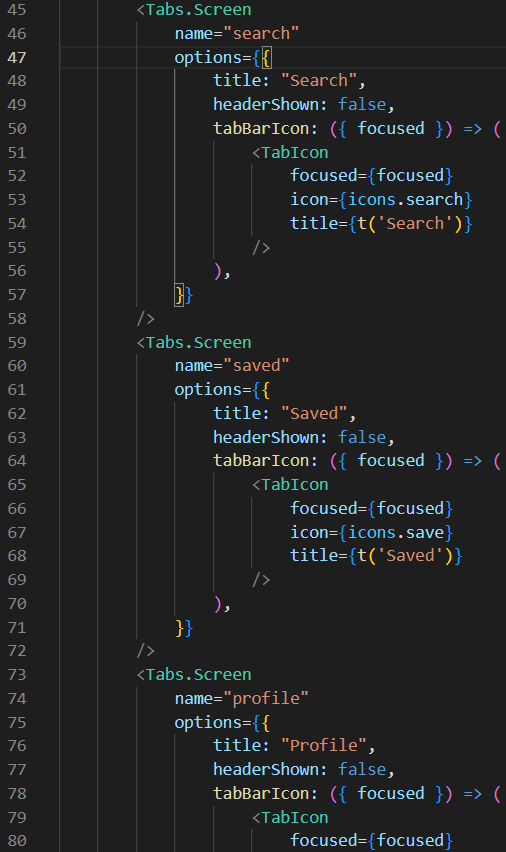 45 <Tabs.Screen
46 name="search"
47 options={{
48 title: "Search",
49 headerShown: false,
50 tabBarIcon: ({ focused }) => (
51 <TabIcon
52 focused={focused}
53 icon={icons.search}
54 title={t('Search')}
55 />
56 ),
57 }}
58 />
59 <Tabs.Screen
60 name="saved"
61 options={{
62 title: "Saved",
63 headerShown: false,
64 tabBarIcon: ({ focused }) => (
65 <TabIcon
66 focused={focused}
67 icon={icons.save}
68 title={t('Saved')}
69 />
70 ),
71 }}
72 />
73 <Tabs.Screen
74 name="profile"
75 options={{
76 title: "Profile",
77 headerShown: false,
78 tabBarIcon: ({ focused }) => (
79 <TabIcon
80 focused={focused}